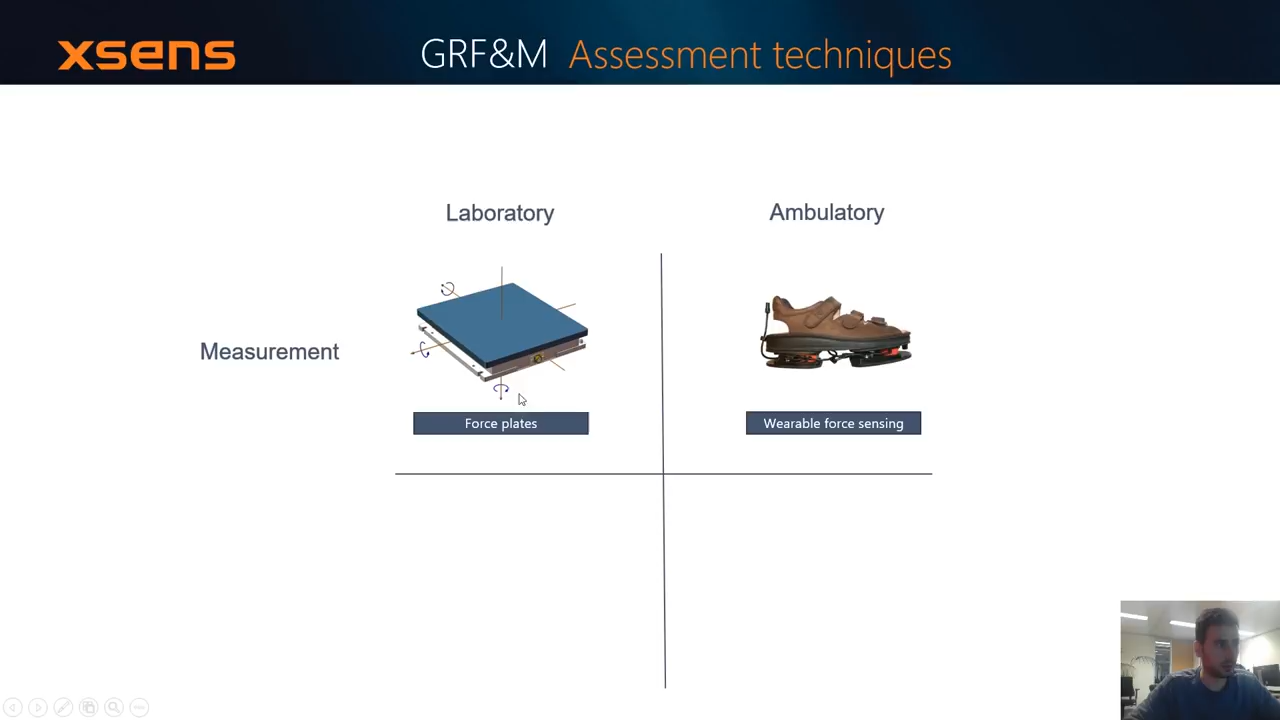 xsens
GRF&M Assessment techniques
Laboratory
Ambulatory
Measurement
Force plates
Wearable force sensing